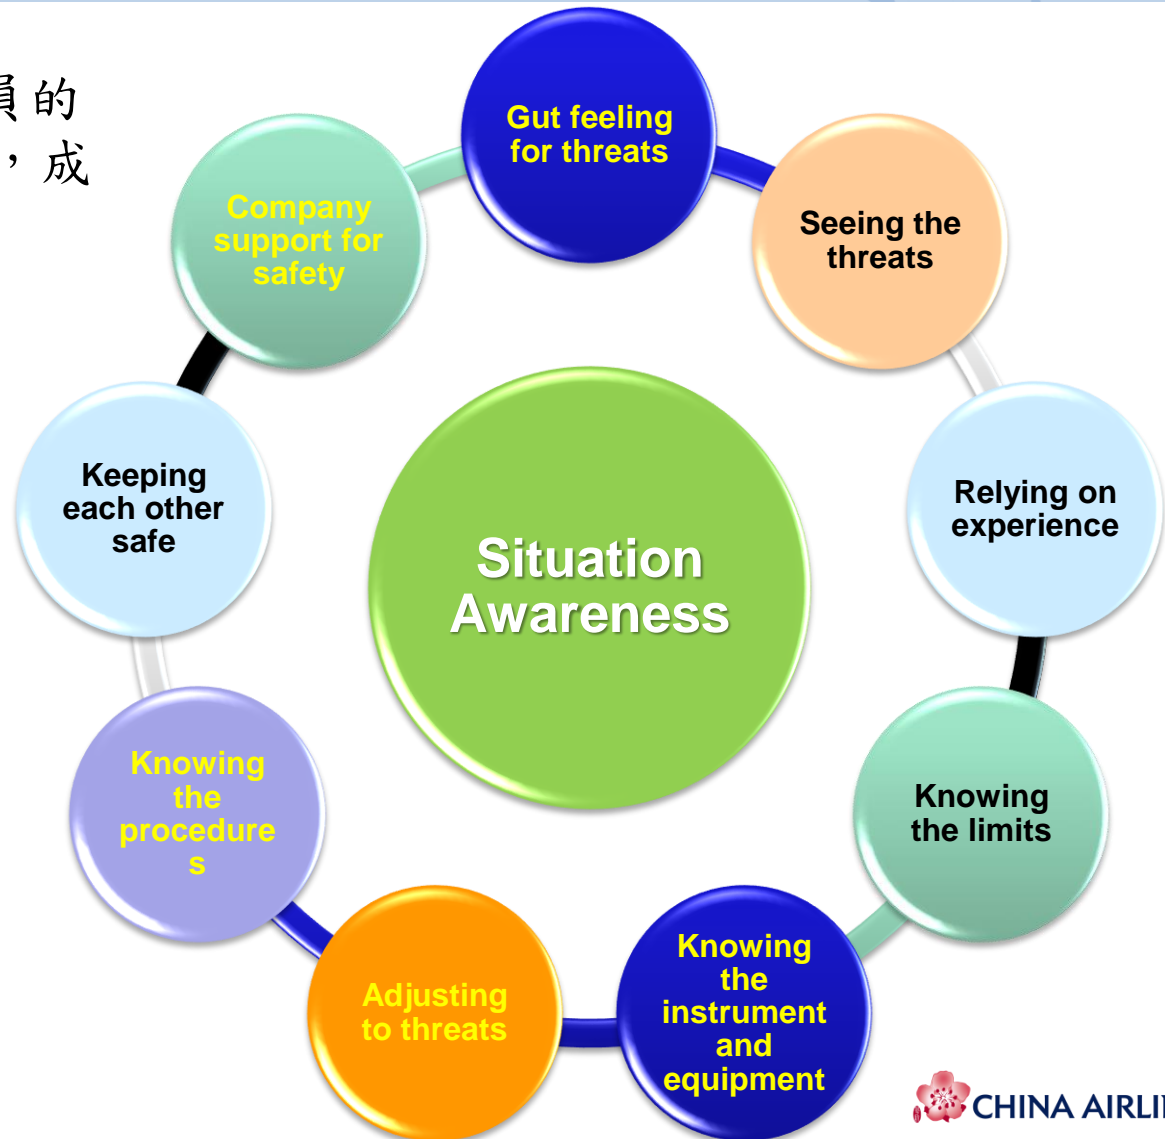 員的
，成
Gut feeling
for threats
Seeing the
threats
Relying on
experience
Knowing
the limits
Knowing
the
instrument
and
equipment
Adjusting
to threats
Knowing
the
procedure
s
Keeping
each other
safe
Company
support for
safety
Situation
Awareness
CHINA AIRLI